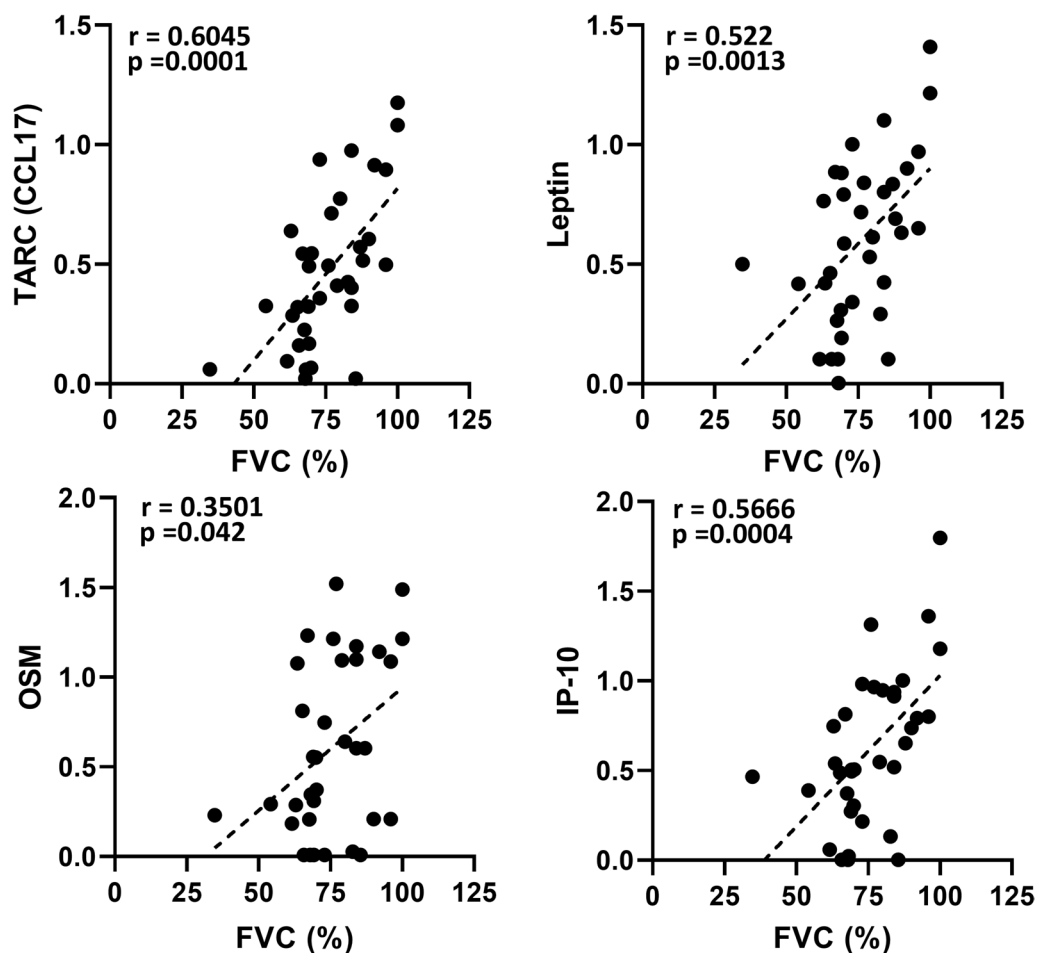 r = 0.6045
p =0.0001
TARC (CCL17)
1.5
1.0
0.5
0.0
0 25 50 75 100 125
FVC (%)
r = 0.522
p =0.0013
Leptin
1.5
1.0
0.5
0.0
0 25 50 75 100 125
FVC (%)
r = 0.3501
p =0.042
OSM
2.0
1.5
1.0
0.5
0.0
0 25 50 75 100 125
FVC (%)
r = 0.5666
p =0.0004
IP-10
2.0
1.5
1.0
0.5
0.0
0 25 50 75 100 125
FVC (%)